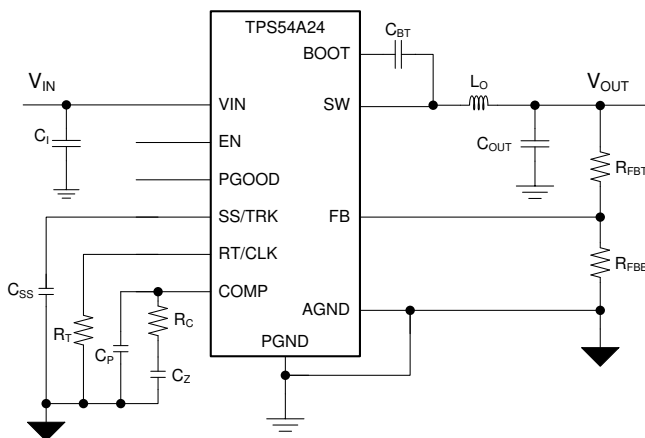 TPS54A24
BOOT
C_BT
V_IN
VIN
SW
L_O
V_OUT
C_I
EN
C_OUT
R_FBT
PGOOD
SS/TRK
FB
RT/CLK
R_FBB
C_SS
COMP
AGND
R_T
C_P
R_C
PGND
C_Z